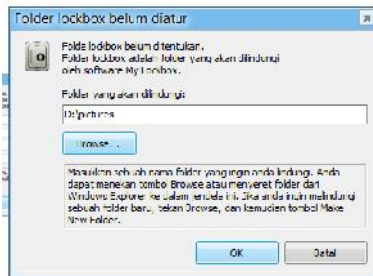 Folder lockbox belum diatur
Folde lockbox belum ditentukan.
Folder lockbox adalah folder yang akan dilindungi
oleh software My Lockbox.
Folder yang akan dilindungi:
D:\pictures
Browse...
Masukkan sebuah nama folder yang ingin anda lindungi. Anda
dapat menekan tombol Browse atau menyeret folder dari
Windows Explorer ke dalam jendela ini. Jika anda ingin melindungi
sebuah folder baru, tekan Browse, dan kemudian tombol Make
New Folder.
OK
Batal